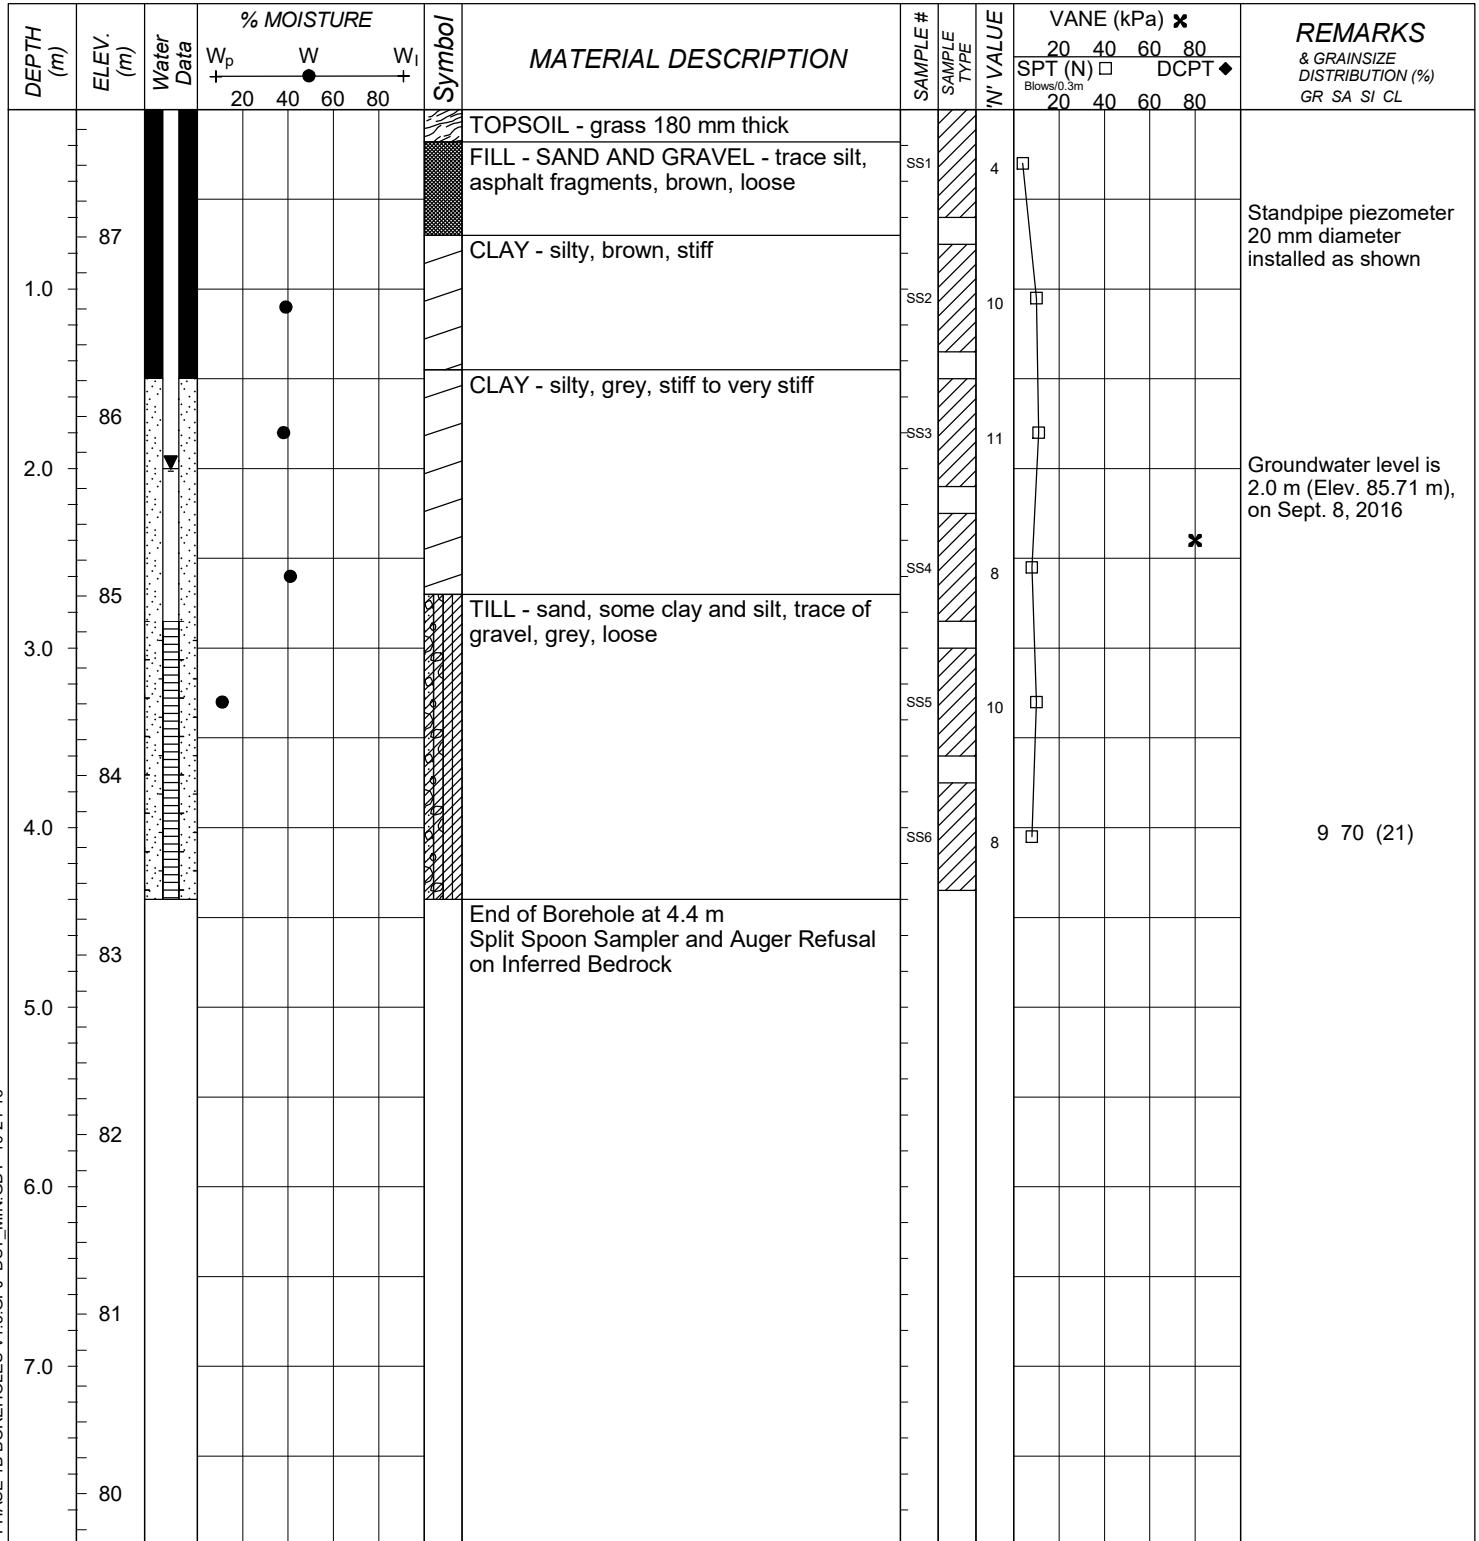 DEPTH (m)
ELEV. (m)
Water Data
% MOISTURE
Wp W Wl
20 40 60 80
Symbol
MATERIAL DESCRIPTION
SAMPLE #
SAMPLE TYPE
'N' VALUE
VANE (kPa)
20 40 60 80
SPT (N) DCPT
Blows/0.3m
20 40 60 80
REMARKS
& GRAINSIZE
DISTRIBUTION (%)
GR SA SI CL
TOPSOIL - grass 180 mm thick
FILL - SAND AND GRAVEL - trace silt,
asphalt fragments, brown, loose
SS1 4
Standpipe piezometer
20 mm diameter
installed as shown
87
CLAY - silty, brown, stiff
1.0
SS2 10
CLAY - silty, grey, stiff to very stiff
86
SS3 11
2.0
Groundwater level is
2.0 m (Elev. 85.71 m),
on Sept. 8, 2016
SS4 8
85
TILL - sand, some clay and silt, trace of
gravel, grey, loose
3.0
SS5 10
84
4.0
SS6 8
9 70 (21)
End of Borehole at 4.4 m
Split Spoon Sampler and Auger Refusal
on Inferred Bedrock
83
5.0
82
6.0
81
7.0
80